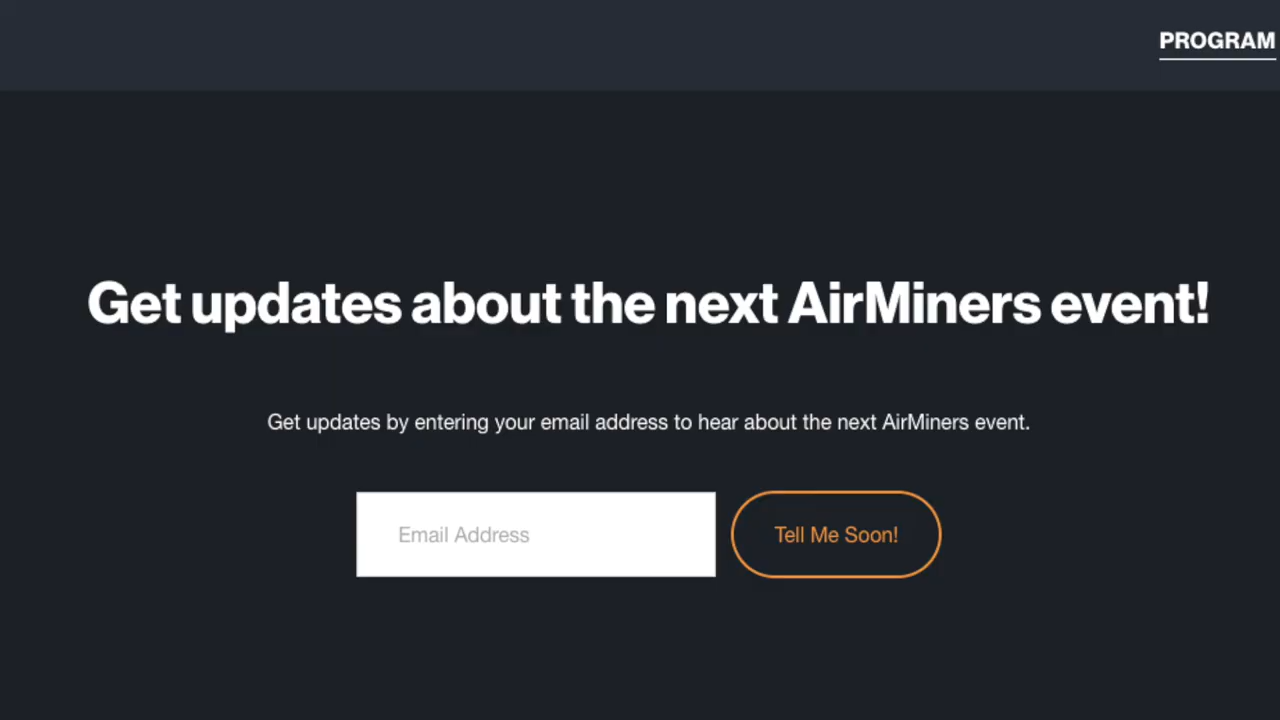 PROGRAM
Get updates about the next AirMiners event!
Get updates by entering your email address to hear about the next AirMiners event.
Email Address
Tell Me Soon!